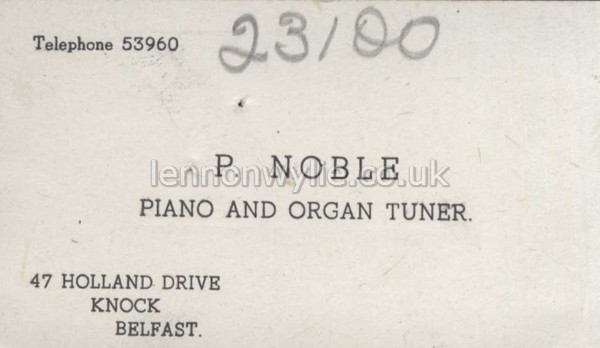 Telephone 53960
23/00
P. NOBLE
lennonwylie.co.uk
PIANO AND ORGAN TUNER.
47 HOLLAND DRIVE
KNOCK
BELFAST.